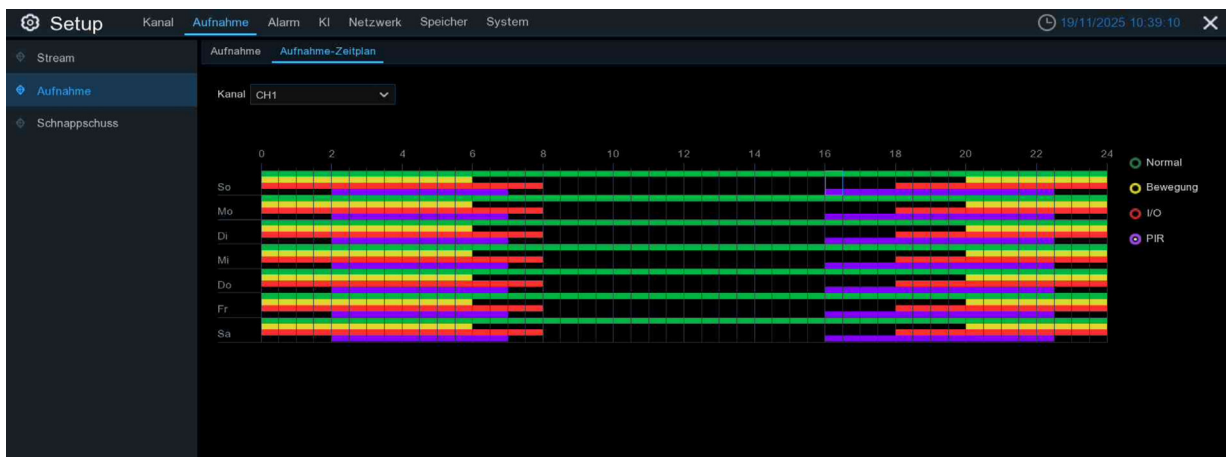 Setup Kanal Aufnahme Alarm KI Netzwerk Speicher System 19/11/2025 10:39:10
Stream
Aufnahme
Schnappschuss
Aufnahme Aufnahme-Zeitplan
Kanal CH1
0 2 4 6 8 10 12 14 16 18 20 22 24
So
Mo
Di
Mi
Do
Fr
Sa
Normal
Bewegung
I/O
PIR